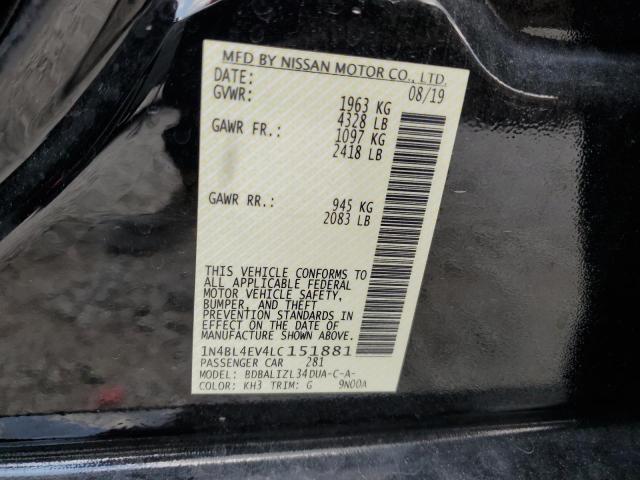 MFD BY NISSAN MOTOR CO., LTD.
DATE: 08/19
GVWR: 1963 KG
4328 LB
GAWR FR.: 1097 KG
2418 LB
GAWR RR.: 945 KG
2083 LB
THIS VEHICLE CONFORMS TO
ALL APPLICABLE FEDERAL
MOTOR VEHICLE SAFETY,
BUMPER, AND THEFT
PREVENTION STANDARDS IN
EFFECT ON THE DATE OF
MANUFACTURE SHOWN ABOVE.
1N4BL4EV4LC151881
PASSENGER CAR 281
MODEL: BDBALIZL34DUA-C-A-
COLOR: KH3 TRIM: G 9N00A